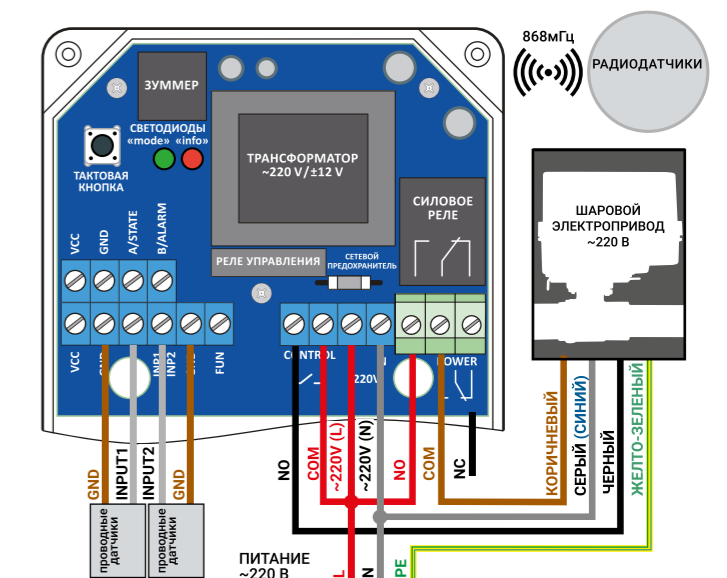 868мГц
РАДИОДАТЧИКИ
ЗУММЕР
СВЕТОДИОДЫ
«mode» «info»
ТАКТОВАЯ
КНОПКА
ТРАНСФОРМАТОР
~220 V/±12 V
СИЛОВОЕ
РЕЛЕ
ШАРОВОЙ
ЭЛЕКТРОПРИВОД
~220 В
VCC
GND
A/STATE
B/ALARM
РЕЛЕ УПРАВЛЕНИЯ
СЕТЕВОЙ
ПРЕДОХРАНИТЕЛЬ
VCC
INP1
INP2
FUN
CONTROL
220V
N
POWER
GND
INPUT1
INPUT2
GND
NO
COM
~220V (L)
~220V (N)
NO
COM
NC
КОРИЧНЕВЫЙ
СЕРЫЙ (СИНИЙ)
ЧЕРНЫЙ
ЖЕЛТО-ЗЕЛЕНЫЙ
проводные
датчики
проводные
датчики
ПИТАНИЕ
~220 В
L
N
PE